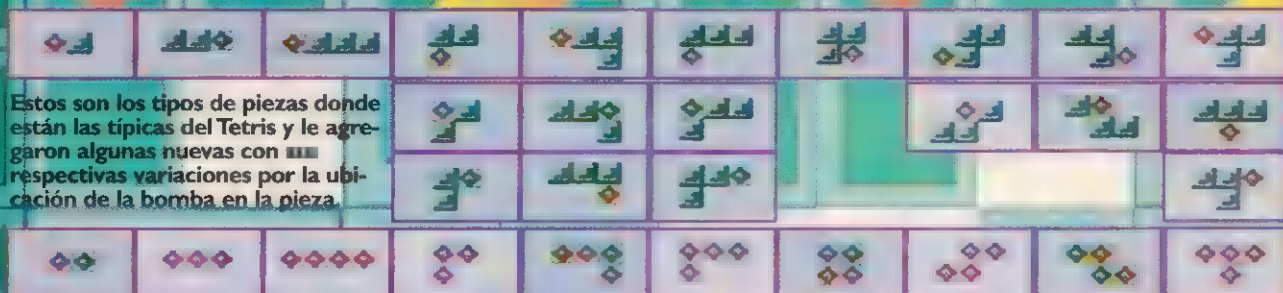 Estos son los tipos de piezas donde
están las típicas del Tetris y le agre-
garon algunas nuevas con
respectivas variaciones por la ubi-
cación de la bomba en la pieza